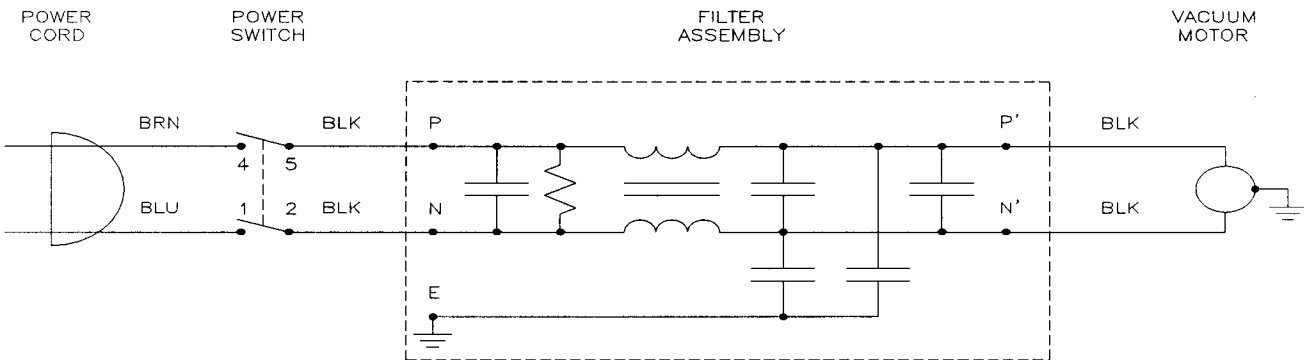 POWER
CORD
POWER
SWITCH
FILTER
ASSEMBLY
VACUUM
MOTOR
BRN
BLK
P
P'
BLK
4
5
BLU
1
2
BLK
N
N'
BLK
E